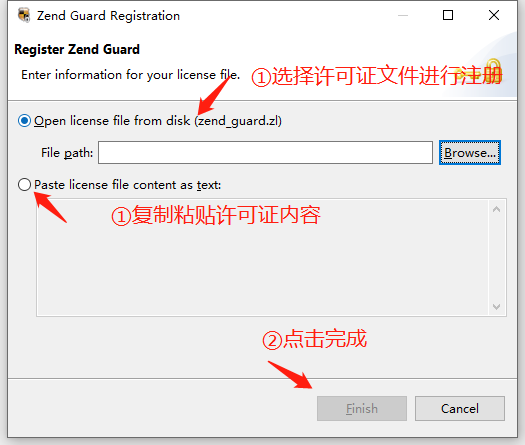 Zend Guard Registration
Register Zend Guard
Enter information for your license file.
①选择许可证文件进行注册
Open license file from disk (zend_guard.zl)
File path:
Browse...
Paste license file content as text:
①复制粘贴许可证内容
②点击完成
Finish
Cancel